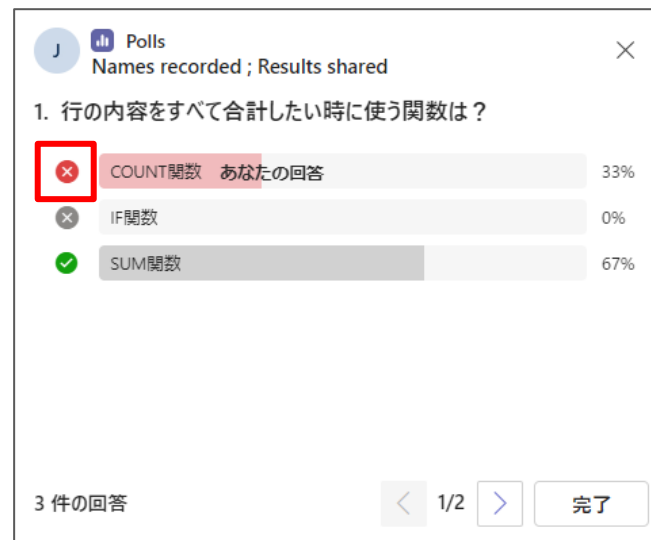 J
Polls
Names recorded ; Results shared
1. 行の内容をすべて合計したい時に使う関数は？
COUNT関数 あなたの回答 33%
IF関数 0%
SUM関数 67%
3 件の回答 1/2 完了